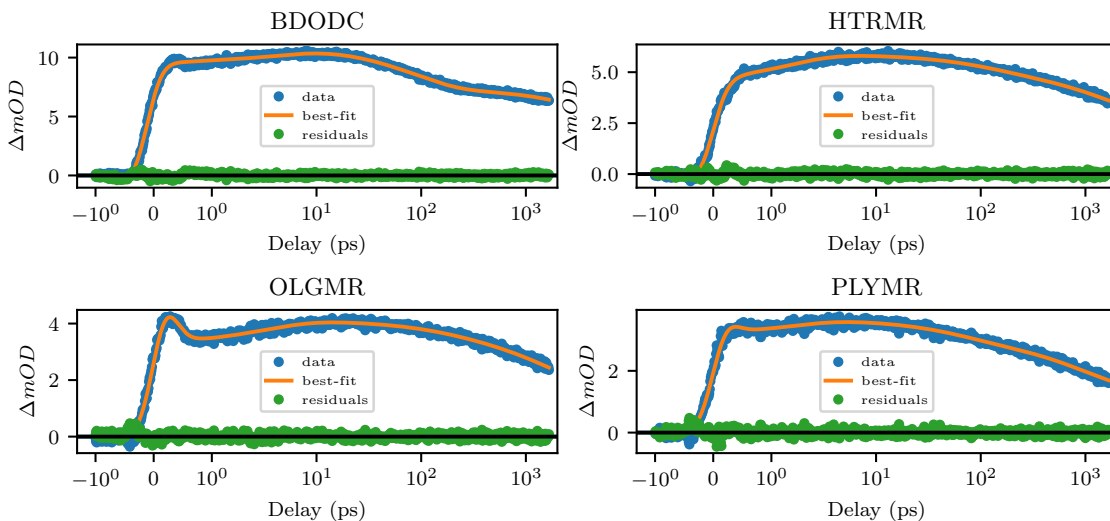 BDODC
ΔmOD
10
5
0
data
best-fit
residuals
−10⁰
0
10⁰
10¹
10²
10³
Delay (ps)
HTRMR
ΔmOD
5.0
2.5
0.0
data
best-fit
residuals
−10⁰
0
10⁰
10¹
10²
10³
Delay (ps)
OLGMR
ΔmOD
4
2
0
data
best-fit
residuals
−10⁰
0
10⁰
10¹
10²
10³
Delay (ps)
PLYMR
ΔmOD
2
0
data
best-fit
residuals
−10⁰
0
10⁰
10¹
10²
10³
Delay (ps)